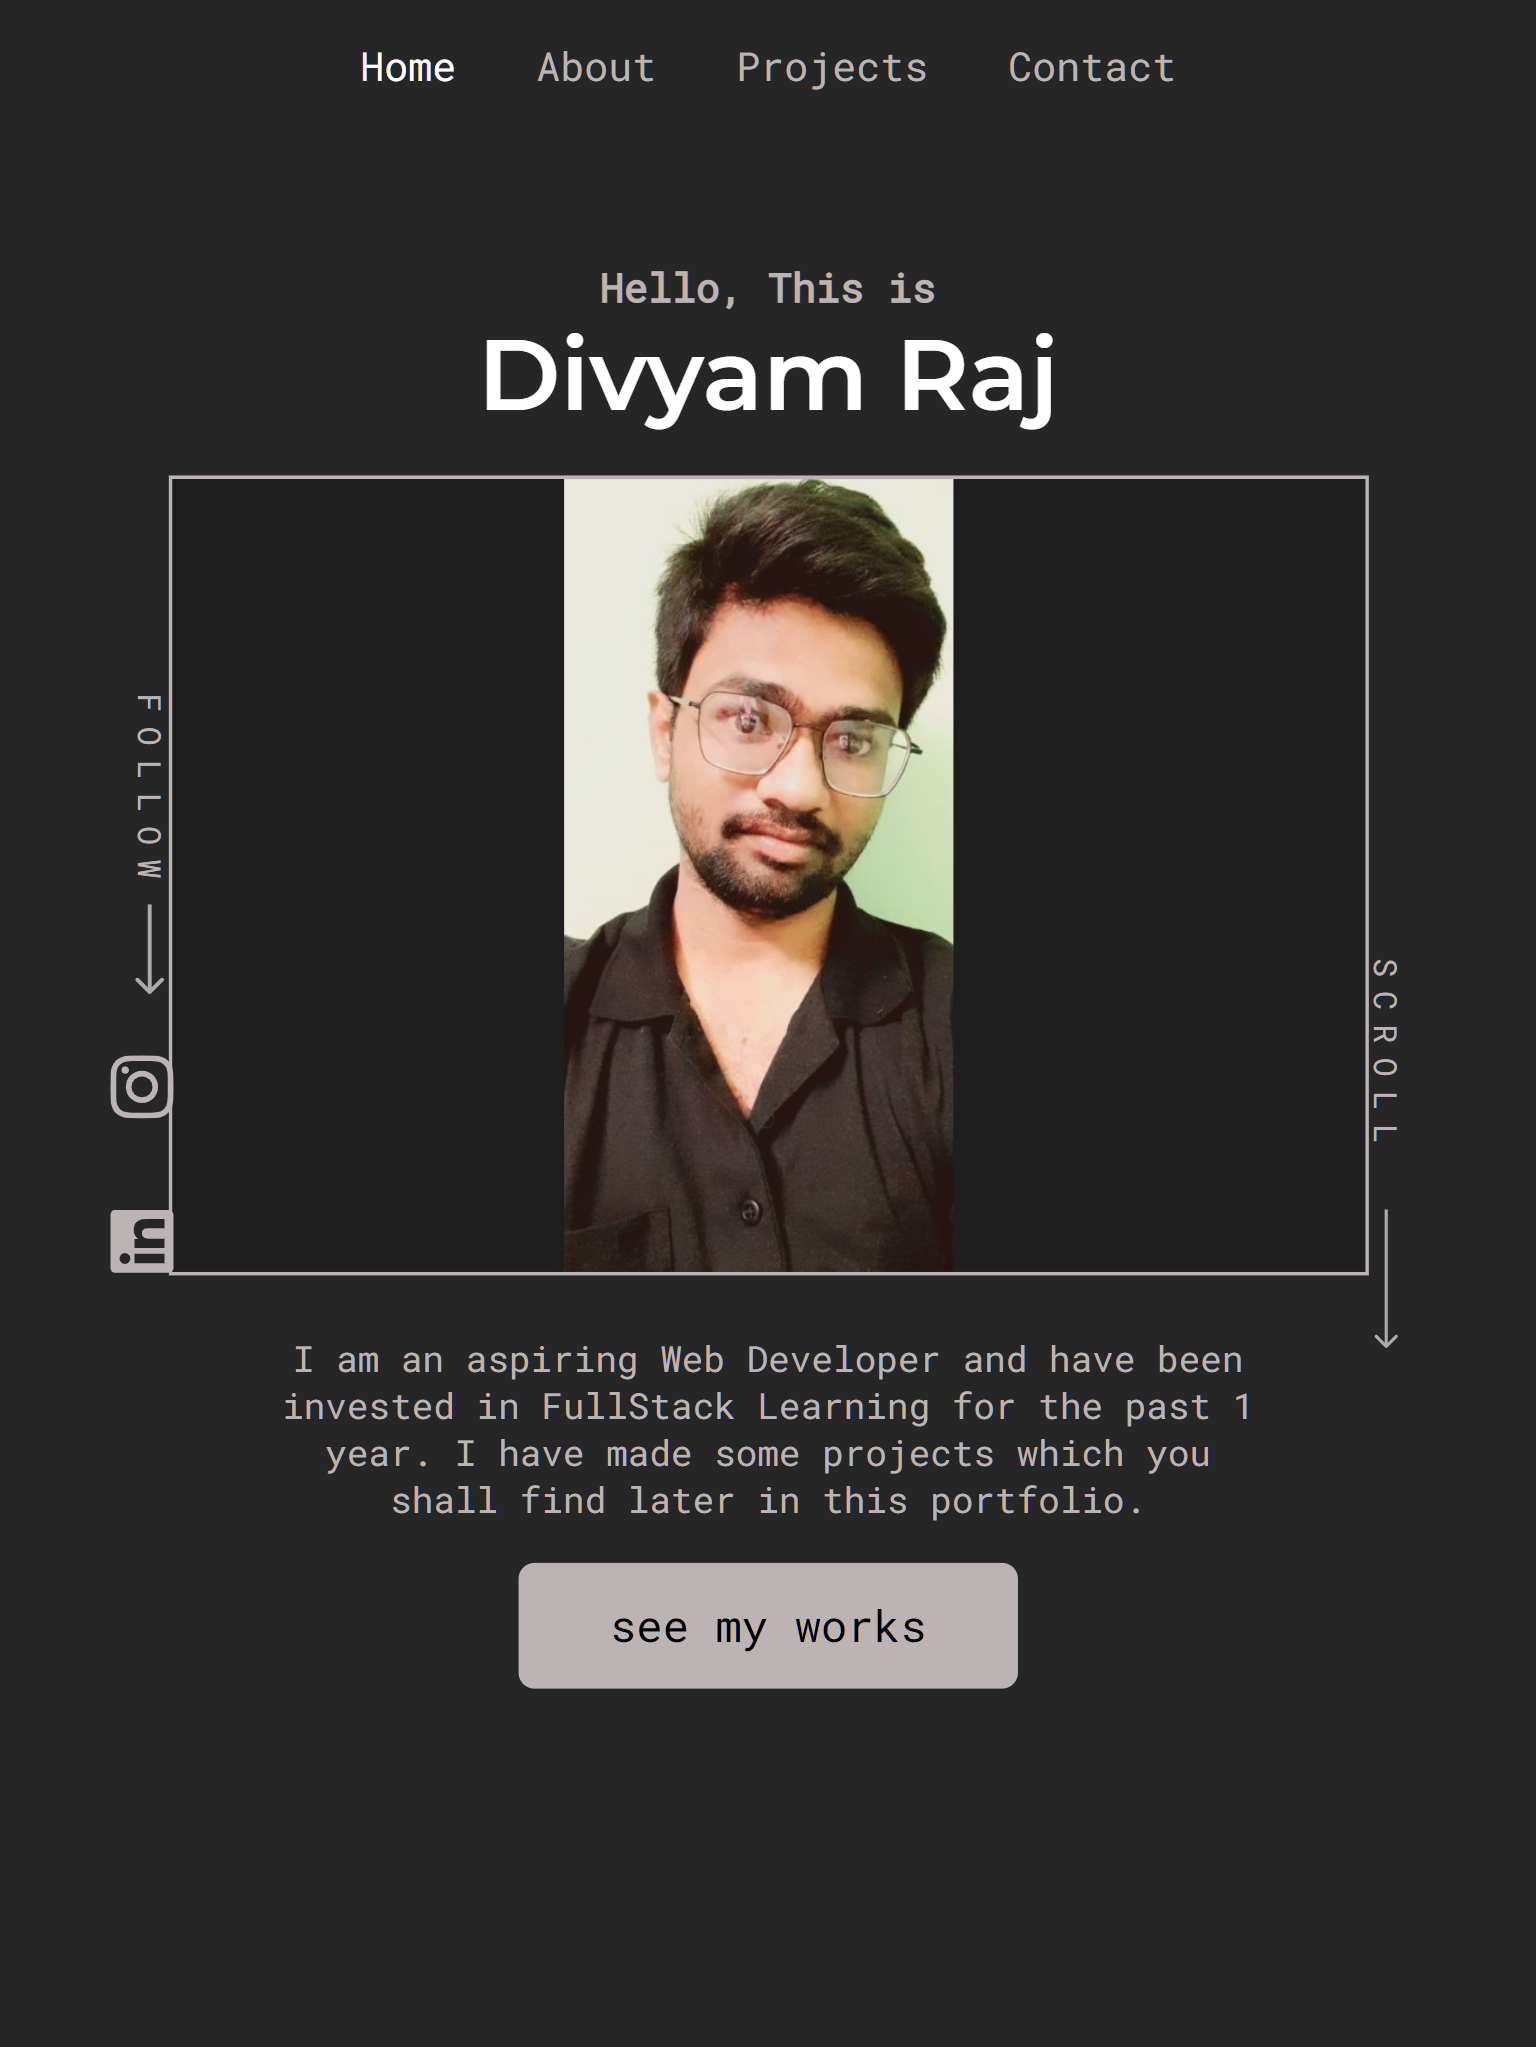 Home About Projects Contact
Hello, This is
Divyam Raj
FOLLOW
in
SCROLL
I am an aspiring Web Developer and have been
invested in FullStack Learning for the past 1
year. I have made some projects which you
shall find later in this portfolio.
see my works